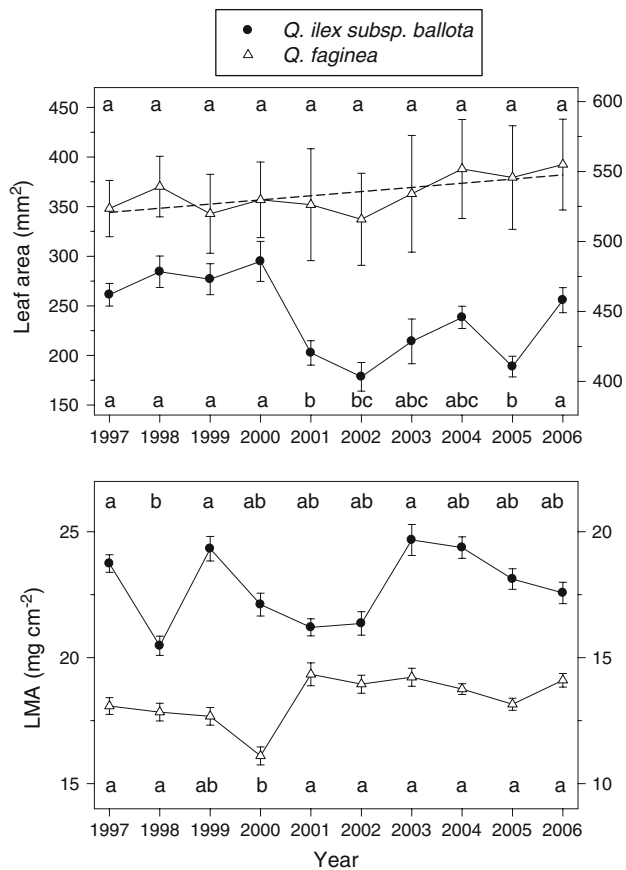 Q. ilex subsp. ballota
Q. faginea
a a a a a a a a a a
450
400
350
300
250
200
150
Leaf area (mm²)
600
550
500
450
400
a a a a b bc abc abc b a
1997 1998 1999 2000 2001 2002 2003 2004 2005 2006
a b a ab ab ab a ab ab ab
25
20
15
LMA (mg cm⁻²)
20
15
10
a a ab b a a a a a a
1997 1998 1999 2000 2001 2002 2003 2004 2005 2006
Year